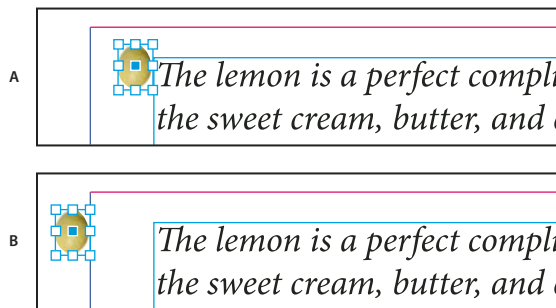 A
The lemon is a perfect compli
the sweet cream, butter, and
B
The lemon is a perfect compli
the sweet cream, butter, and